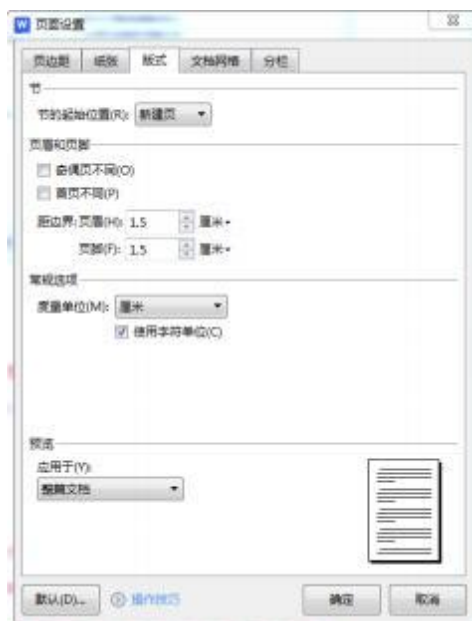 W 页面设置
页边距 纸张 版式 文档网格 分栏
节
节的起始位置(R): 新建页
页眉和页脚
奇偶页不同(O)
首页不同(P)
距边界: 页眉(H): 1.5 厘米
页脚(F): 1.5 厘米
常规选项
度量单位(M): 厘米
使用字符单位(C)
预览
应用于(Y):
整篇文档
默认(D)... 操作技巧 确定 取消